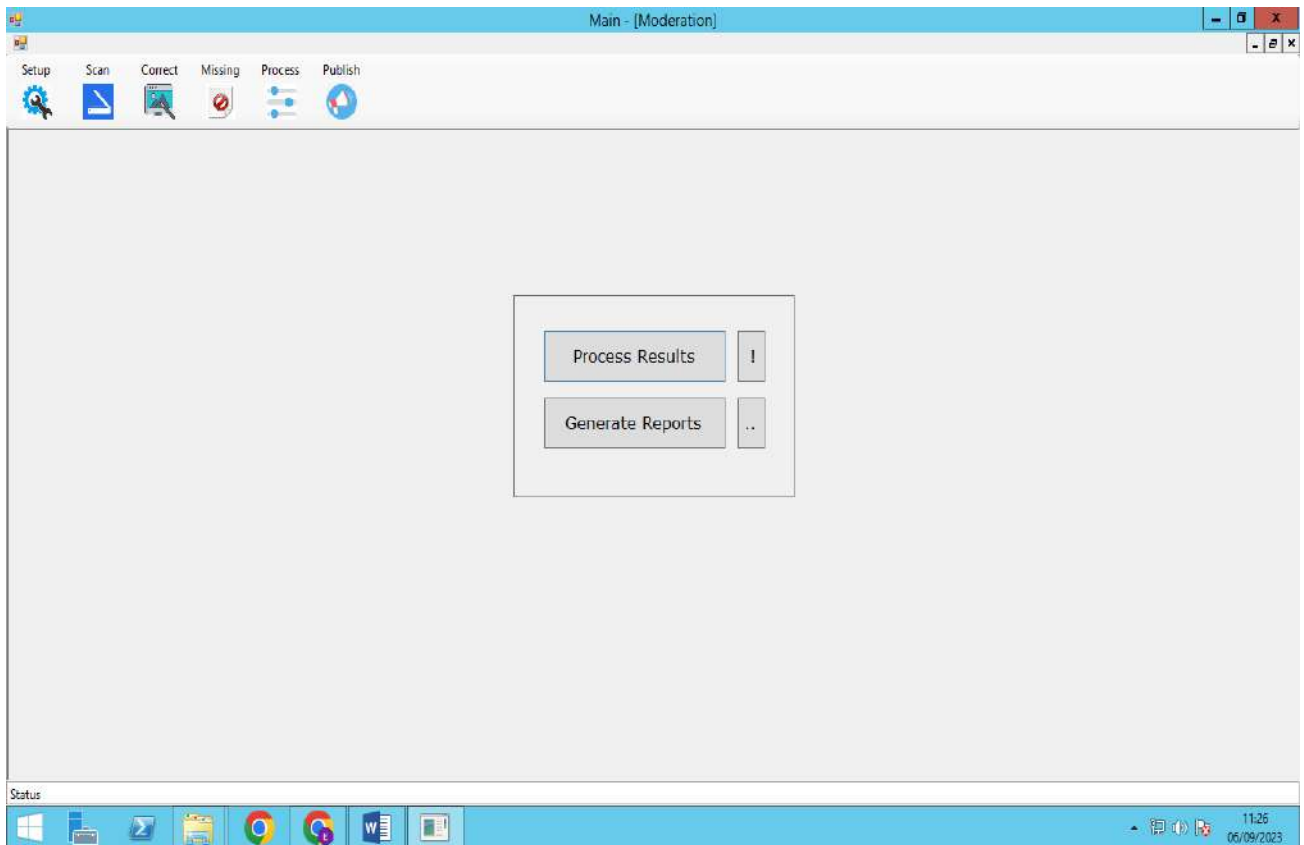 Main - [Moderation]
Setup Scan Correct Missing Process Publish
Process Results !
Generate Reports ..
Status
11:26
06/09/2023